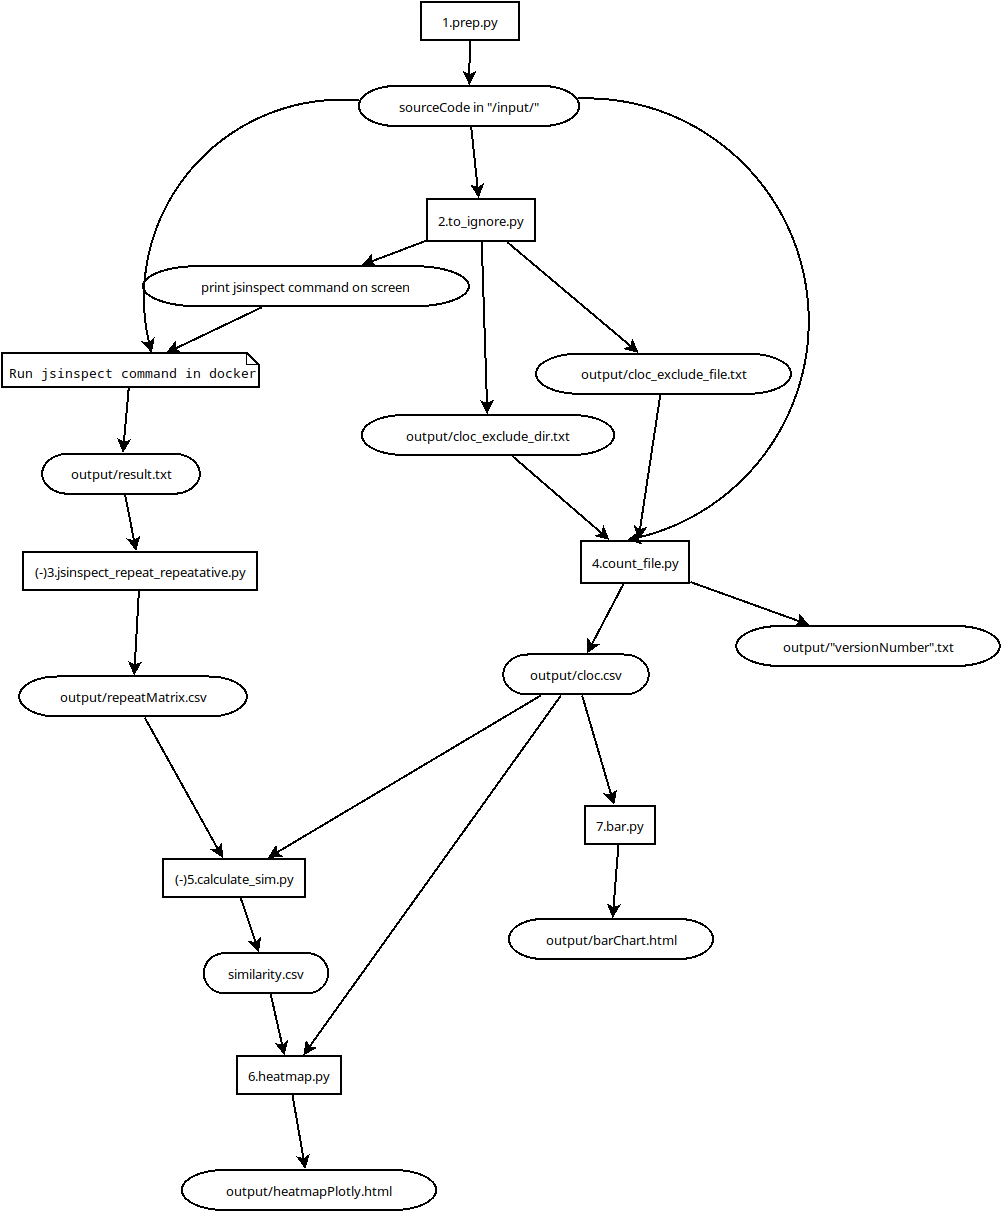 1.prep.py
sourceCode in "/input/"
2.to_ignore.py
print jsinspect command on screen
Run jsinspect command in docker
output/cloc_exclude_file.txt
output/cloc_exclude_dir.txt
output/result.txt
4.count_file.py
(-)3.jsinspect_repeat_repeatative.py
output/"versionNumber".txt
output/cloc.csv
output/repeatMatrix.csv
7.bar.py
(-)5.calculate_sim.py
output/barChart.html
similarity.csv
6.heatmap.py
output/heatmapPlotly.html